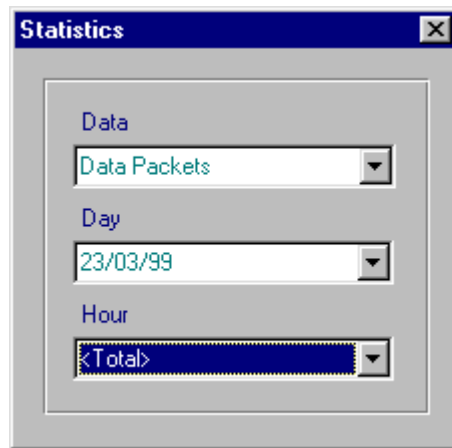 Statistics
Data
Data Packets
Day
23/03/99
Hour
<Total>